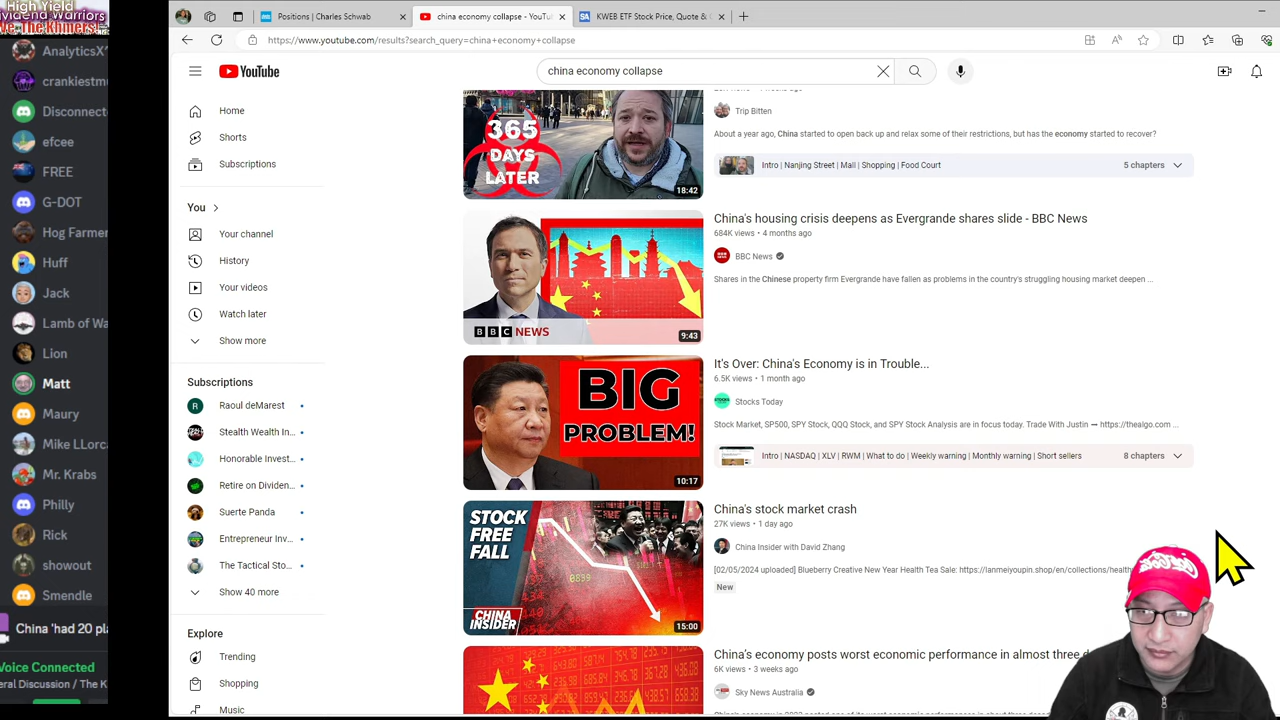 High Yield
Dividena Warriors
ve The Khmers!
AnalyticsX
crankiestmu
Disconnecte
efcee
FREE
G-DOT
Hog Farmer
Huff
Jack
Lamb of Wa
Lion
Matt
Maury
Mike LLorca
Mr. Krabs
Philly
Rick
showout
Smendle
China 'had 20 pla
Voice Connected
eral Discussion / The K
Positions | Charles Schwab
china economy collapse - YouTu
KWEB ETF Stock Price, Quote &
https://www.youtube.com/results?search_query=china+economy+collapse
YouTube
china economy collapse
Home
Shorts
Subscriptions
You
Your channel
History
Your videos
Watch later
Show more
Subscriptions
Raoul deMarest
Stealth Wealth In...
Honorable Invest...
Retire on Dividen...
Suerte Panda
Entrepreneur Inv...
The Tactical Sto...
Show 40 more
Explore
Trending
Shopping
Music
365
DAYS
LATER
18:42
Trip Bitten
About a year ago, China started to open back up and relax some of their restrictions, but has the economy started to recover?
Intro | Nanjing Street | Mall | Shopping | Food Court
5 chapters
BBC NEWS
9:43
China's housing crisis deepens as Evergrande shares slide - BBC News
684K views • 4 months ago
BBC News
Shares in the Chinese property firm Evergrande have fallen as problems in the country's struggling housing market deepen ...
BIG
PROBLEM!
10:17
It's Over: China's Economy is in Trouble...
6.5K views • 1 month ago
Stocks Today
Stock Market, SP500, SPY Stock, QQQ Stock, and SPY Stock Analysis are in focus today. Trade With Justin ➞ https://thealgo.com ...
Intro | NASDAQ | XLV | RWM | What to do | Weekly warning | Monthly warning | Short sellers
8 chapters
STOCK
FREE
FALL
CHINA
INSIDER
15:00
China's stock market crash
27K views • 1 day ago
China Insider with David Zhang
[02/05/2024 uploaded] Blueberry Creative New Year Health Tea Sale: https://lanmeiyoupin.shop/en/collections/health
New
China's economy posts worst economic performance in almost three d
6K views • 3 weeks ago
Sky News Australia